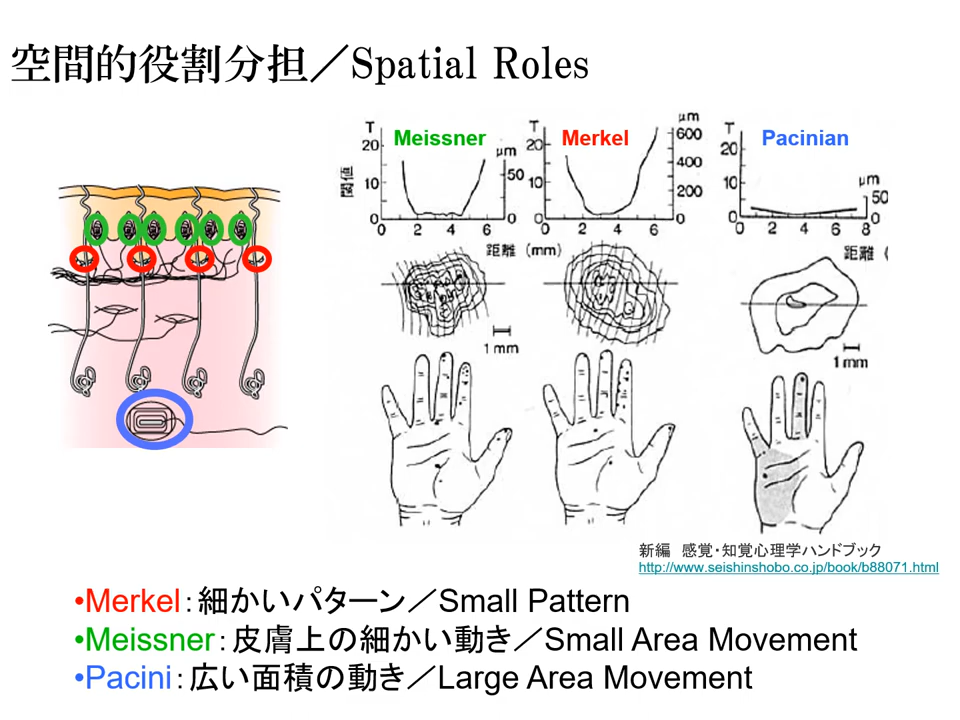 空間的役割分担／Spatial Roles
T Meissner T Merkel μm T Pacinian
20 μm 20 600 20
閾値 10 50 10 400 200 10 μm 50
0 0 0 0 0 0
0 2 4 6 0 2 4 6 0 2 4 6 8
距離 (mm) 距離 (
1 mm 1 mm
新編 感覚・知覚心理学ハンドブック
http://www.seishinshobo.co.jp/book/b88071.html
•Merkel：細かいパターン／Small Pattern
•Meissner：皮膚上の細かい動き／Small Area Movement
•Pacini：広い面積の動き／Large Area Movement